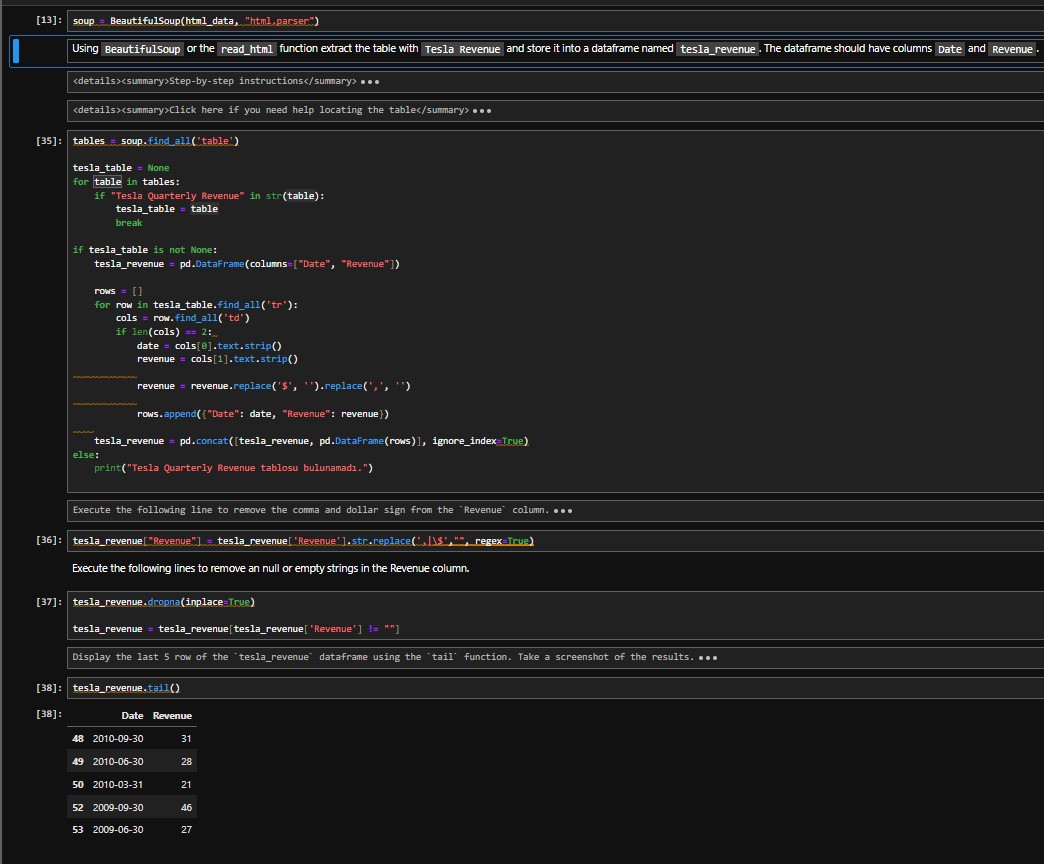 [13]: soup = BeautifulSoup(html_data, "html.parser")
Using BeautifulSoup or the read_html function extract the table with Tesla Revenue and store it into a dataframe named tesla_revenue. The dataframe should have columns Date and Revenue.
<details><summary>Step-by-step instructions</summary> •••
<details><summary>Click here if you need help locating the table</summary> •••
[35]: tables = soup.find_all('table')
tesla_table = None
for table in tables:
    if "Tesla Quarterly Revenue" in str(table):
        tesla_table = table
        break
if tesla_table is not None:
    tesla_revenue = pd.DataFrame(columns=["Date", "Revenue"])
    rows = []
    for row in tesla_table.find_all('tr'):
        cols = row.find_all('td')
        if len(cols) == 2:
            date = cols[0].text.strip()
            revenue = cols[1].text.strip()
            revenue = revenue.replace('$', '').replace(',', '')
            rows.append({"Date": date, "Revenue": revenue})
    tesla_revenue = pd.concat([tesla_revenue, pd.DataFrame(rows)], ignore_index=True)
else:
    print("Tesla Quarterly Revenue tablosu bulunamadı.")
Execute the following line to remove the comma and dollar sign from the `Revenue` column. •••
[36]: tesla_revenue["Revenue"] = tesla_revenue['Revenue'].str.replace(',|\$',"", regex=True)
Execute the following lines to remove an null or empty strings in the Revenue column.
[37]: tesla_revenue.dropna(inplace=True)
tesla_revenue = tesla_revenue[tesla_revenue['Revenue'] != ""]
Display the last 5 row of the `tesla_revenue` dataframe using the `tail` function. Take a screenshot of the results. •••
[38]: tesla_revenue.tail()
[38]: Date Revenue
48 2010-09-30 31
49 2010-06-30 28
50 2010-03-31 21
52 2009-09-30 46
53 2009-06-30 27